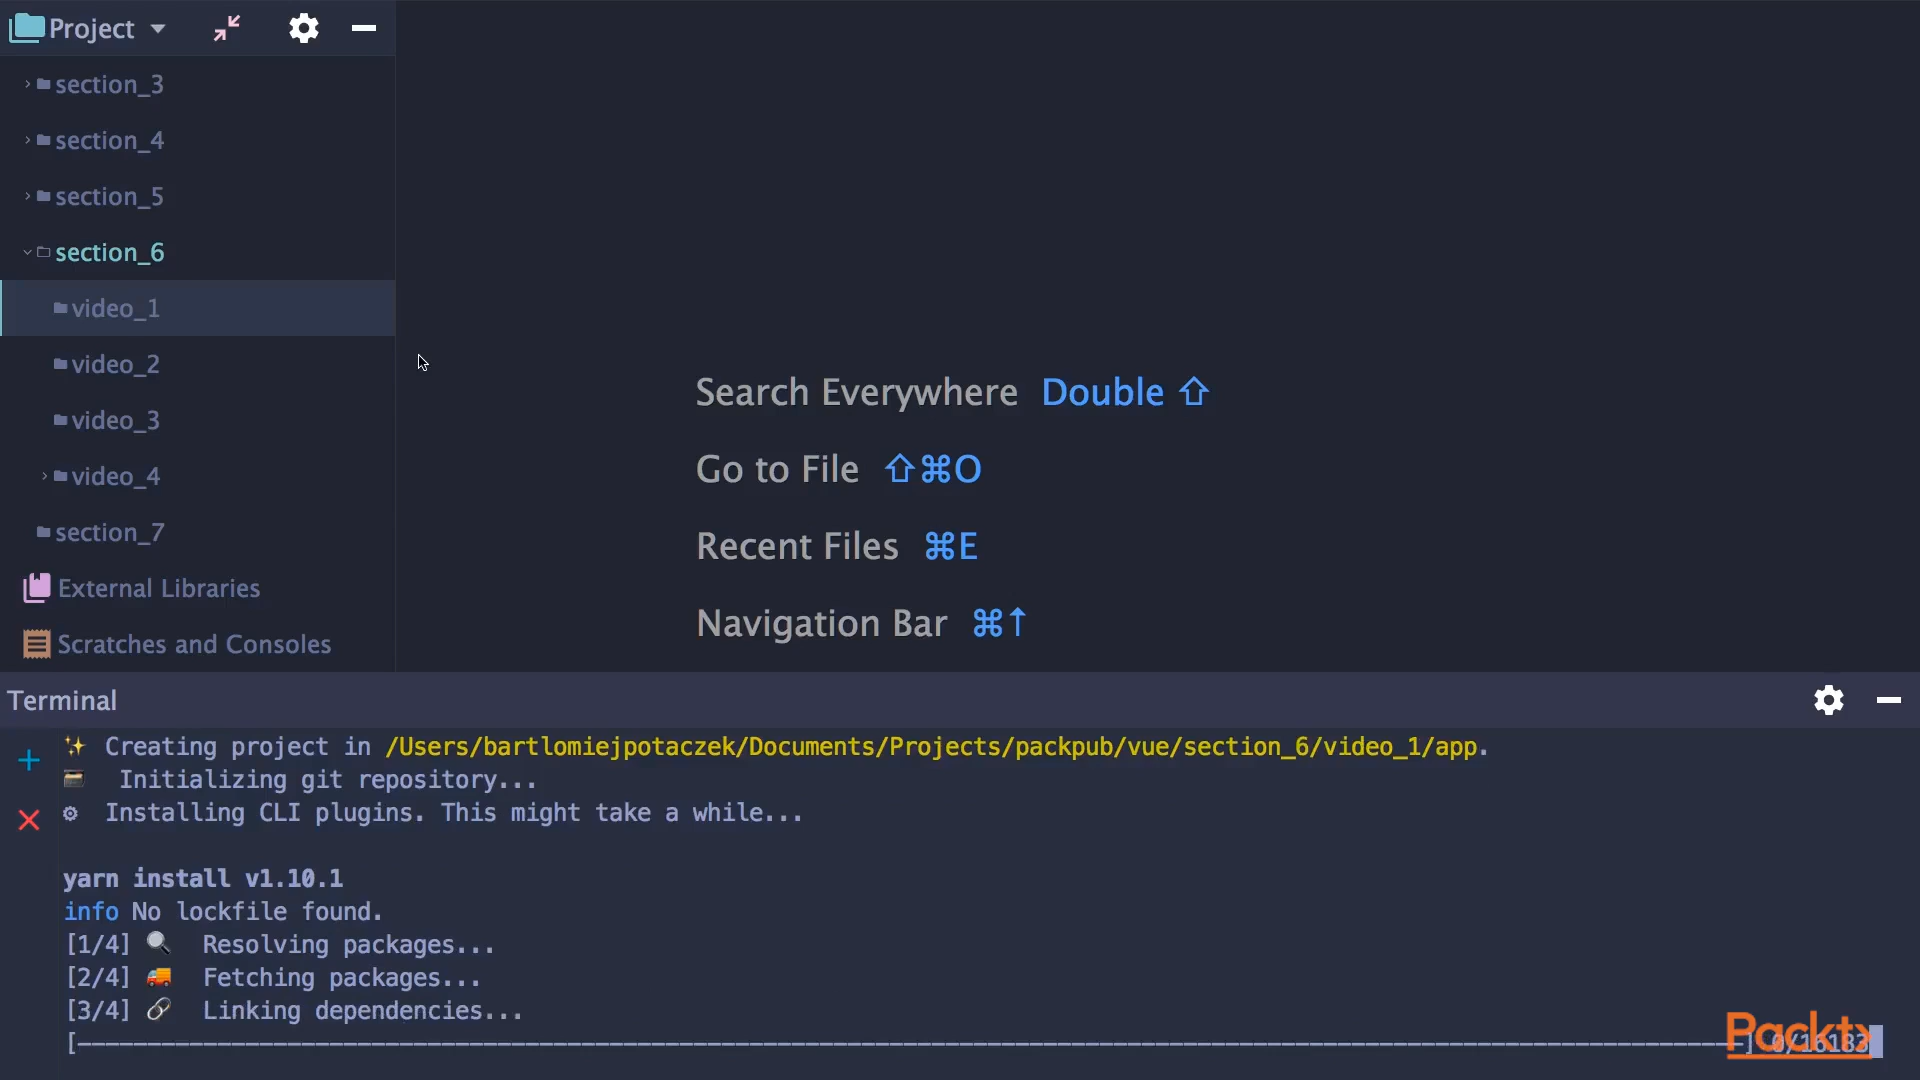 Project
section_3
section_4
section_5
section_6
video_1
video_2
video_3
video_4
section_7
External Libraries
Scratches and Consoles
Search Everywhere Double ⇧
Go to File ⇧⌘O
Recent Files ⌘E
Navigation Bar ⌘↑
Terminal
✨ Creating project in /Users/bartlomiejpotaczek/Documents/Projects/packpub/vue/section_6/video_1/app.
🗃 Initializing git repository...
⚙ Installing CLI plugins. This might take a while...
yarn install v1.10.1
info No lockfile found.
[1/4] 🔍 Resolving packages...
[2/4] 🚚 Fetching packages...
[3/4] 🔗 Linking dependencies...
[----------------------------------------------------------------------------------------------------------------------] 0/16183
Packt>